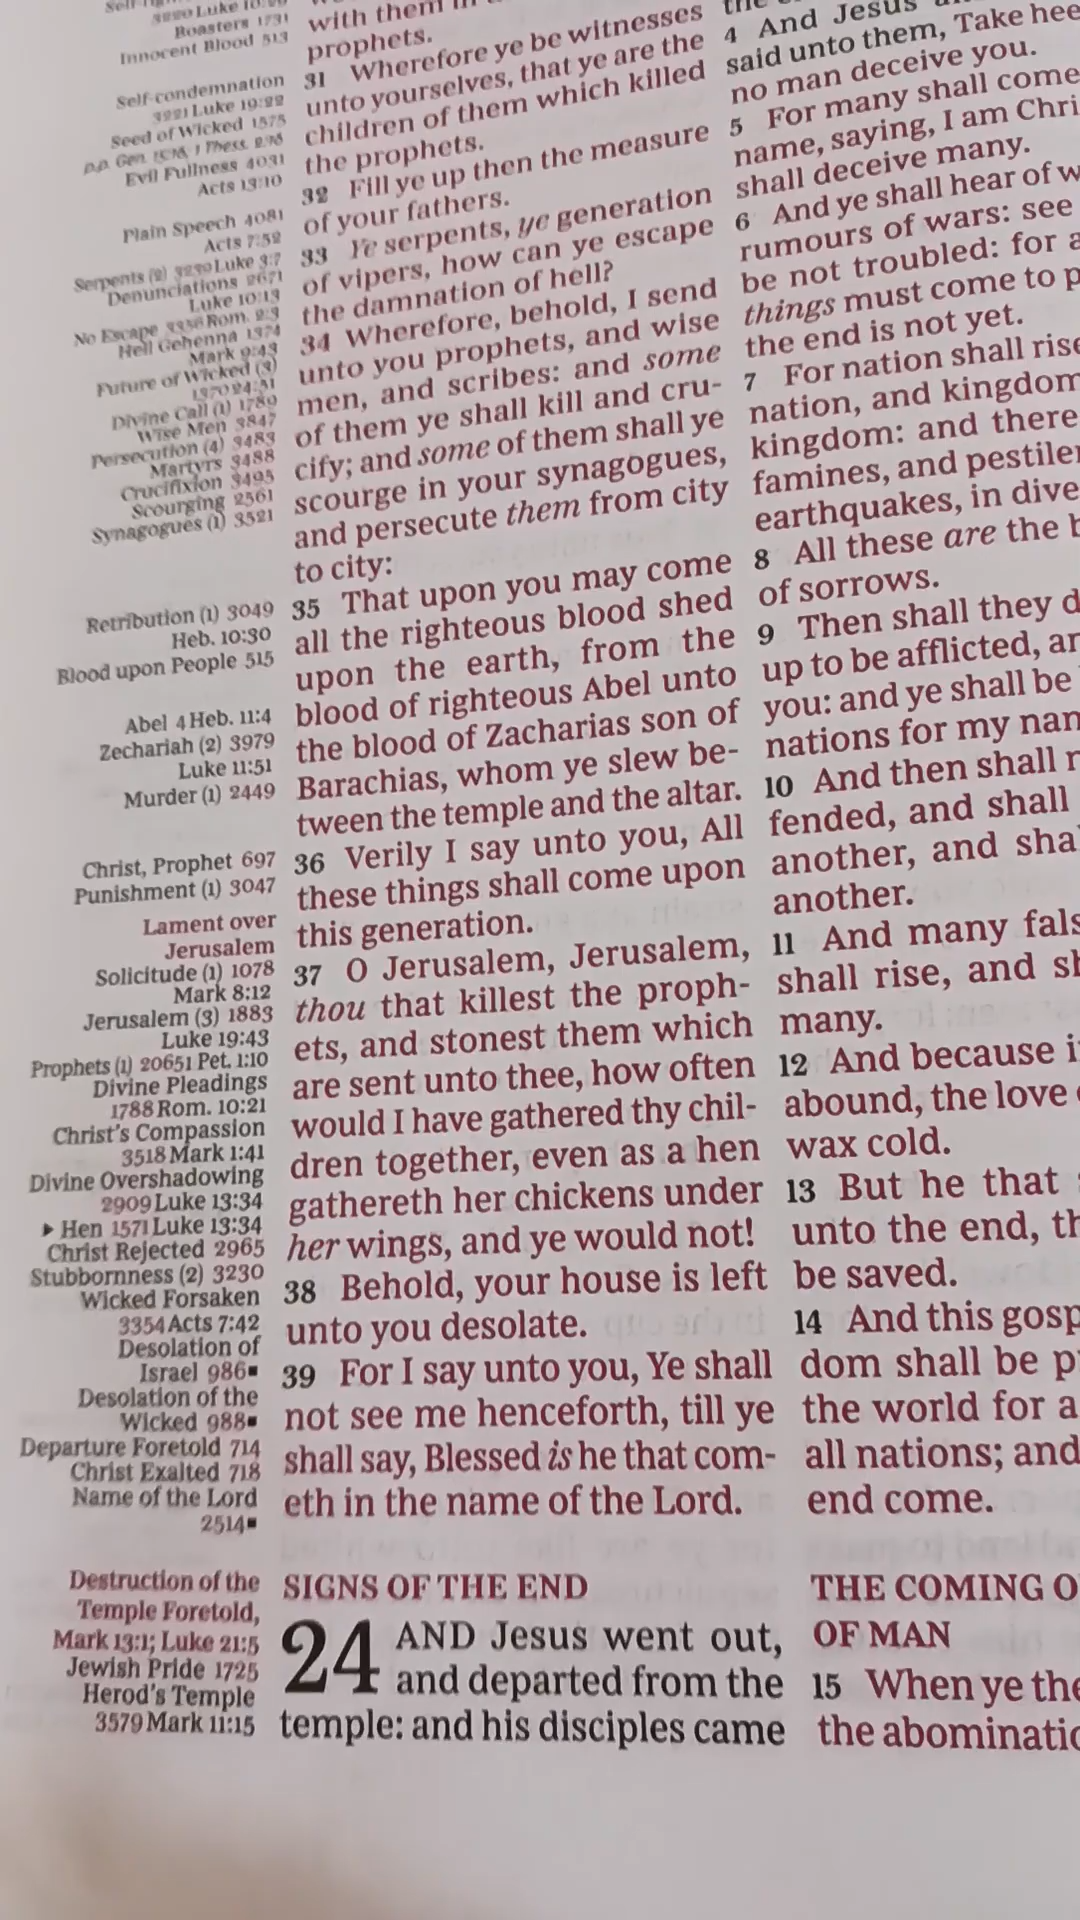 3220 Luke 10:29
Boasters 1731
Innocent Blood 513
Self-condemnation
3221 Luke 19:22
Seed of Wicked 1575
p.p. Gen. 15:16, 1 Thess. 2:16
Evil Fullness 4031
Acts 13:10
Plain Speech 4081
Acts 7:52
Serpents (2) 3239 Luke 3:7
Denunciations 2671
Luke 10:13
No Escape 3356 Rom. 2:3
Hell Gehenna 1374
Mark 9:43
Future of Wicked (3)
1370 24:51
Divine Call (1) 1789
Wise Men 3847
Persecution (4) 3483
Martyrs 3488
Crucifixion 3495
Scourging 2561
Synagogues (1) 3521
Retribution (1) 3049
Heb. 10:30
Blood upon People 515
Abel 4 Heb. 11:4
Zechariah (2) 3979
Luke 11:51
Murder (1) 2449
Christ, Prophet 697
Punishment (1) 3047
Lament over
Jerusalem
Solicitude (1) 1078
Mark 8:12
Jerusalem (3) 1883
Luke 19:43
Prophets (1) 20651 Pet. 1:10
Divine Pleadings
1788 Rom. 10:21
Christ's Compassion
3518 Mark 1:41
Divine Overshadowing
2909 Luke 13:34
▸ Hen 1571 Luke 13:34
Christ Rejected 2965
Stubbornness (2) 3230
Wicked Forsaken
3354 Acts 7:42
Desolation of
Israel 986■
Desolation of the
Wicked 988■
Departure Foretold 714
Christ Exalted 718
Name of the Lord
2514■
Destruction of the
Temple Foretold,
Mark 13:1; Luke 21:5
Jewish Pride 1725
Herod's Temple
3579 Mark 11:15
with them in
prophets.
31 Wherefore ye be witnesses
unto yourselves, that ye are the
children of them which killed
the prophets.
32 Fill ye up then the measure
of your fathers.
33 Ye serpents, ye generation
of vipers, how can ye escape
the damnation of hell?
34 Wherefore, behold, I send
unto you prophets, and wise
men, and scribes: and some
of them ye shall kill and cru-
cify; and some of them shall ye
scourge in your synagogues,
and persecute them from city
to city:
35 That upon you may come
all the righteous blood shed
upon the earth, from the
blood of righteous Abel unto
the blood of Zacharias son of
Barachias, whom ye slew be-
tween the temple and the altar.
36 Verily I say unto you, All
these things shall come upon
this generation.
37 O Jerusalem, Jerusalem,
thou that killest the proph-
ets, and stonest them which
are sent unto thee, how often
would I have gathered thy chil-
dren together, even as a hen
gathereth her chickens under
her wings, and ye would not!
38 Behold, your house is left
unto you desolate.
39 For I say unto you, Ye shall
not see me henceforth, till ye
shall say, Blessed is he that com-
eth in the name of the Lord.
SIGNS OF THE END
24 AND Jesus went out,
and departed from the
temple: and his disciples came
4 And Jesus
said unto them, Take hee
no man deceive you.
5 For many shall come
name, saying, I am Chri
shall deceive many.
6 And ye shall hear of w
rumours of wars: see
be not troubled: for a
things must come to p
the end is not yet.
7 For nation shall rise
nation, and kingdom
kingdom: and there
famines, and pestile
earthquakes, in dive
8 All these are the b
of sorrows.
9 Then shall they d
up to be afflicted, an
you: and ye shall be
nations for my nam
10 And then shall
fended, and shall
another, and sha
another.
11 And many fals
shall rise, and sh
many.
12 And because i
abound, the love
wax cold.
13 But he that
unto the end, th
be saved.
14 And this gosp
dom shall be p
the world for a
all nations; and
end come.
THE COMING O
OF MAN
15 When ye the
the abominatio